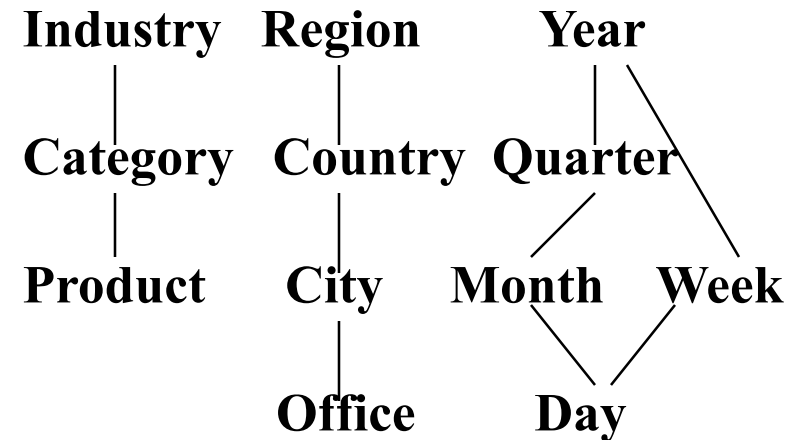 Industry Region Year
Category Country Quarter
Product City Month Week
Office Day